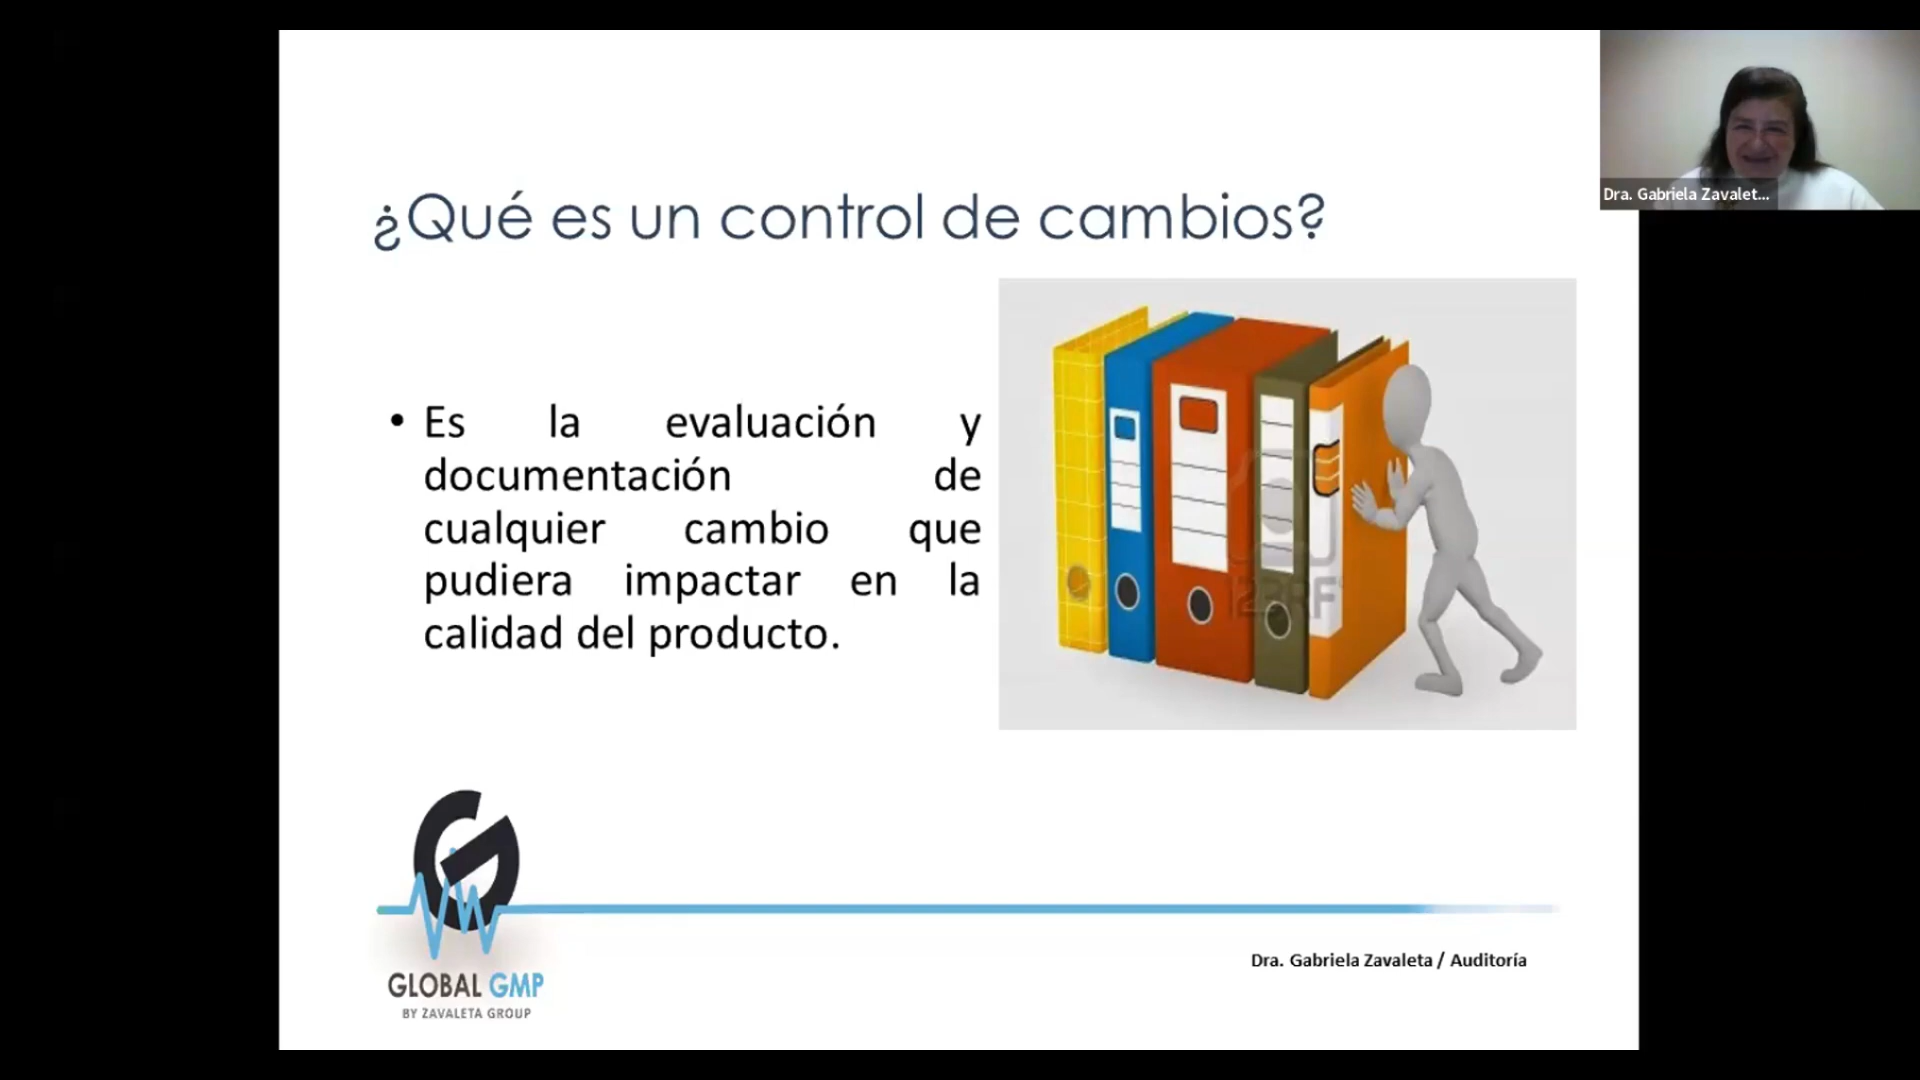 Dra. Gabriela Zavalet...
¿Qué es un control de cambios?
• Es la evaluación y
documentación de
cualquier cambio que
pudiera impactar en la
calidad del producto.
123RF
GLOBAL GMP
BY ZAVALETA GROUP
Dra. Gabriela Zavaleta / Auditoría